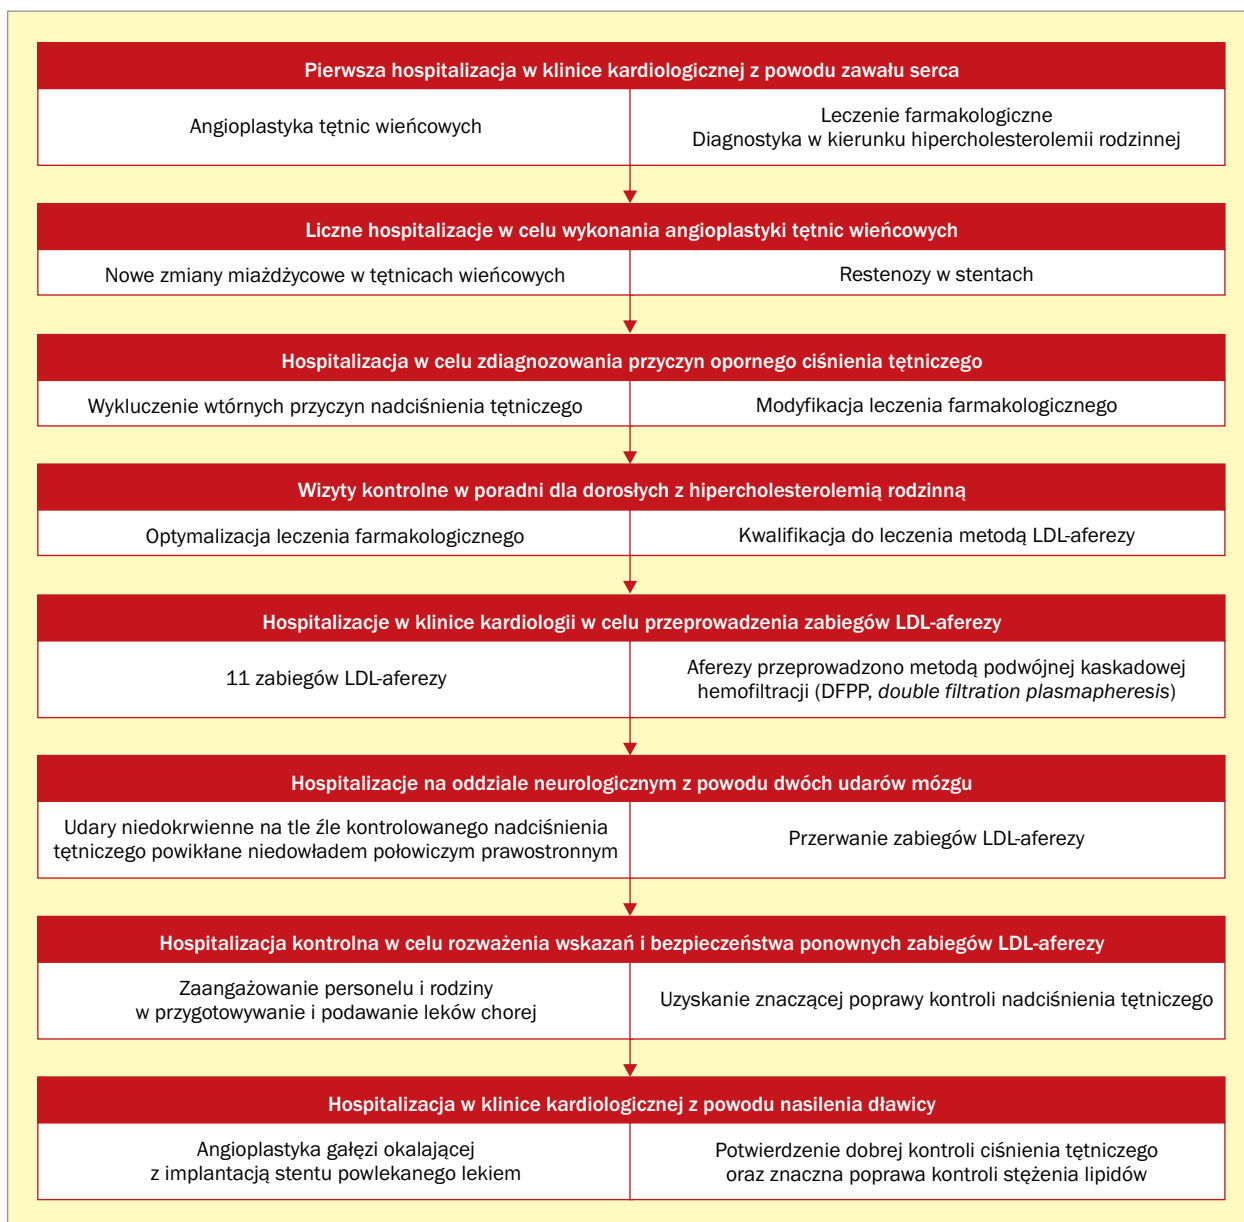 Pierwsza hospitalizacja w klinice kardiologicznej z powodu zawału serca
Angioplastyka tętnic wieńcowych
Leczenie farmakologiczne
Diagnostyka w kierunku hipercholesterolemii rodzinnej
Liczne hospitalizacje w celu wykonania angioplastyki tętnic wieńcowych
Nowe zmiany miażdżycowe w tętnicach wieńcowych
Restenozy w stentach
Hospitalizacja w celu zdiagnozowania przyczyn opornego ciśnienia tętniczego
Wykluczenie wtórnych przyczyn nadciśnienia tętniczego
Modyfikacja leczenia farmakologicznego
Wizyty kontrolne w poradni dla dorosłych z hipercholesterolemią rodzinną
Optymalizacja leczenia farmakologicznego
Kwalifikacja do leczenia metodą LDL-aferezy
Hospitalizacje w klinice kardiologii w celu przeprowadzenia zabiegów LDL-aferezy
11 zabiegów LDL-aferezy
Aferezy przeprowadzono metodą podwójnej kaskadowej
hemofiltracji (DFPP, double filtration plasmapheresis)
Hospitalizacje na oddziale neurologicznym z powodu dwóch udarów mózgu
Udary niedokrwienne na tle źle kontrolowanego nadciśnienia
tętniczego powikłane niedowładem połowiczym prawostronnym
Przerwanie zabiegów LDL-aferezy
Hospitalizacja kontrolna w celu rozważenia wskazań i bezpieczeństwa ponownych zabiegów LDL-aferezy
Zaangażowanie personelu i rodziny
w przygotowywanie i podawanie leków chorej
Uzyskanie znaczącej poprawy kontroli nadciśnienia tętniczego
Hospitalizacja w klinice kardiologicznej z powodu nasilenia dławicy
Angioplastyka gałęzi okalającej
z implantacją stentu powlekanego lekiem
Potwierdzenie dobrej kontroli ciśnienia tętniczego
oraz znaczna poprawa kontroli stężenia lipidów